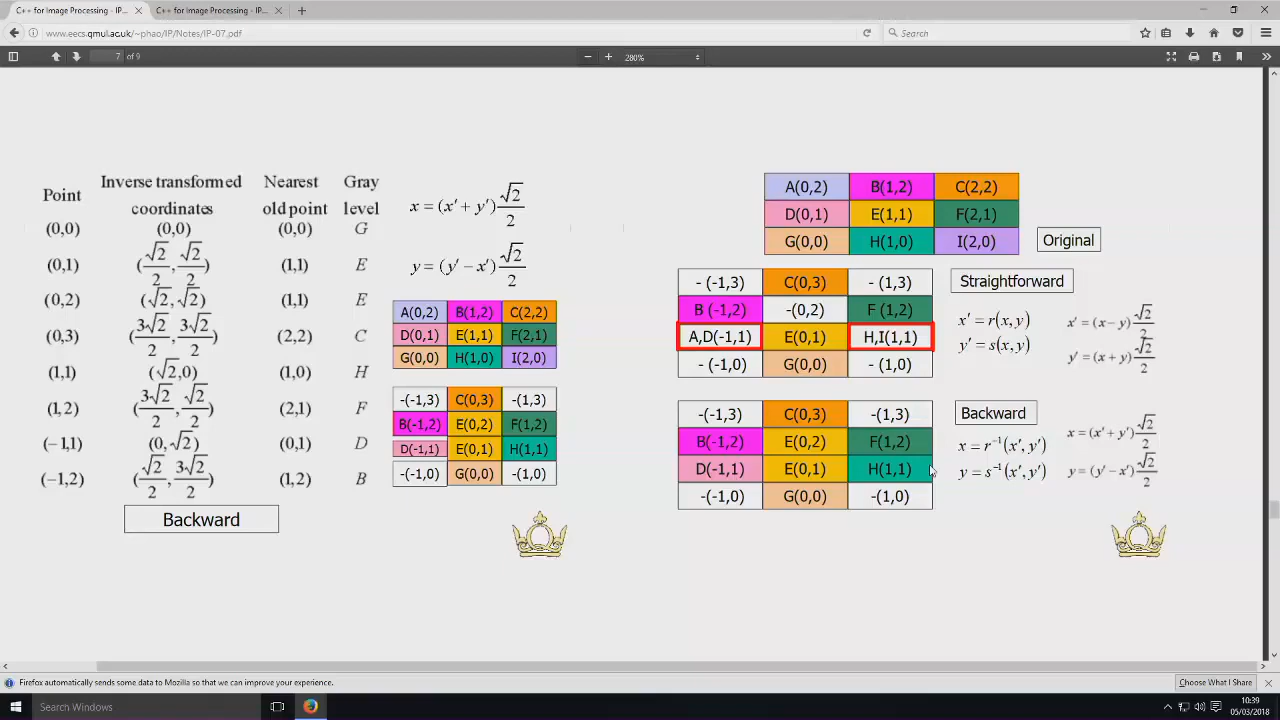 C++ for Image Processing - IP... × C++ for Image Processing - IP... × +
www.eecs.qmul.ac.uk/~phao/IP/Notes/IP-07.pdf
Search
7 of 9
280%
Point Inverse transformed coordinates Nearest old point Gray level
(0,0) (0,0) (0,0) G
(0,1) (√2/2, √2/2) (1,1) E
(0,2) (√2, √2) (1,1) E
(0,3) (3√2/2, 3√2/2) (2,2) C
(1,1) (√2,0) (1,0) H
(1,2) (3√2/2, √2/2) (2,1) F
(−1,1) (0,√2) (0,1) D
(−1,2) (√2/2, 3√2/2) (1,2) B
Backward
x = (x′ + y′) √2/2
y = (y′ − x′) √2/2
A(0,2) B(1,2) C(2,2)
D(0,1) E(1,1) F(2,1)
G(0,0) H(1,0) I(2,0)
-(-1,3) C(0,3) -(1,3)
B(-1,2) E(0,2) F(1,2)
D(-1,1) E(0,1) H(1,1)
-(-1,0) G(0,0) -(1,0)
A(0,2) B(1,2) C(2,2)
D(0,1) E(1,1) F(2,1)
G(0,0) H(1,0) I(2,0)
Original
- (-1,3) C(0,3) - (1,3)
B (-1,2) -(0,2) F (1,2)
A,D(-1,1) E(0,1) H,I(1,1)
- (-1,0) G(0,0) - (1,0)
Straightforward
x′ = r(x, y)
y′ = s(x, y)
x′ = (x − y) √2/2
y′ = (x + y) √2/2
-(-1,3) C(0,3) -(1,3)
B(-1,2) E(0,2) F(1,2)
D(-1,1) E(0,1) H(1,1)
-(-1,0) G(0,0) -(1,0)
Backward
x = r⁻¹(x′, y′)
y = s⁻¹(x′, y′)
x = (x′ + y′) √2/2
y = (y′ − x′) √2/2
Firefox automatically sends some data to Mozilla so that we can improve your experience.
Choose What I Share
Search Windows
10:39
05/03/2018